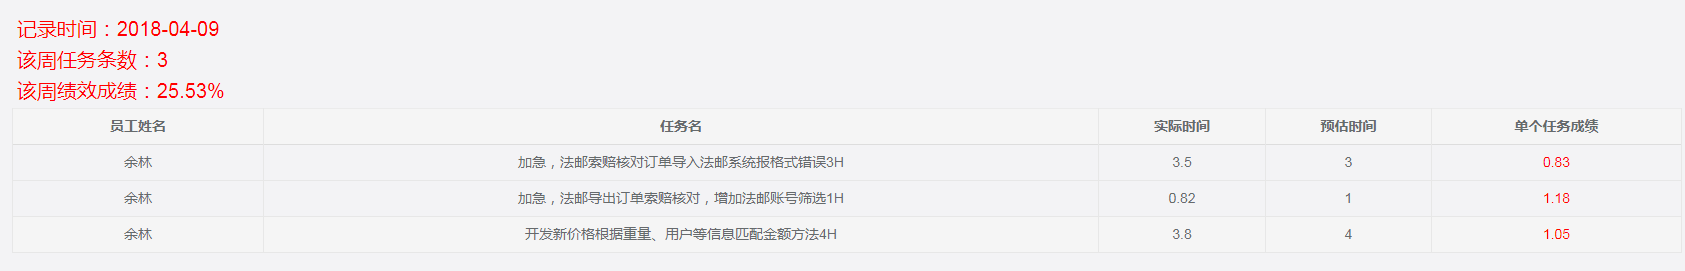 记录时间：2018-04-09
该周任务条数：3
该周绩效成绩：25.53%
员工姓名 任务名 实际时间 预估时间 单个任务成绩
余林 加急，法邮索赔核对订单导入法邮系统报格式错误3H 3.5 3 0.83
余林 加急，法邮导出订单索赔核对，增加法邮账号筛选1H 0.82 1 1.18
余林 开发新价格根据重量、用户等信息匹配金额方法4H 3.8 4 1.05